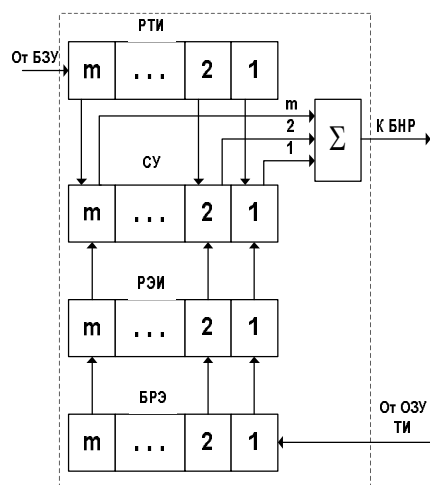 РТИ
От БЗУ
m ... 2 1
m
2
1
Σ
К БНР
СУ
m ... 2 1
РЭИ
m ... 2 1
БРЭ
m ... 2 1
От ОЗУ
ТИ